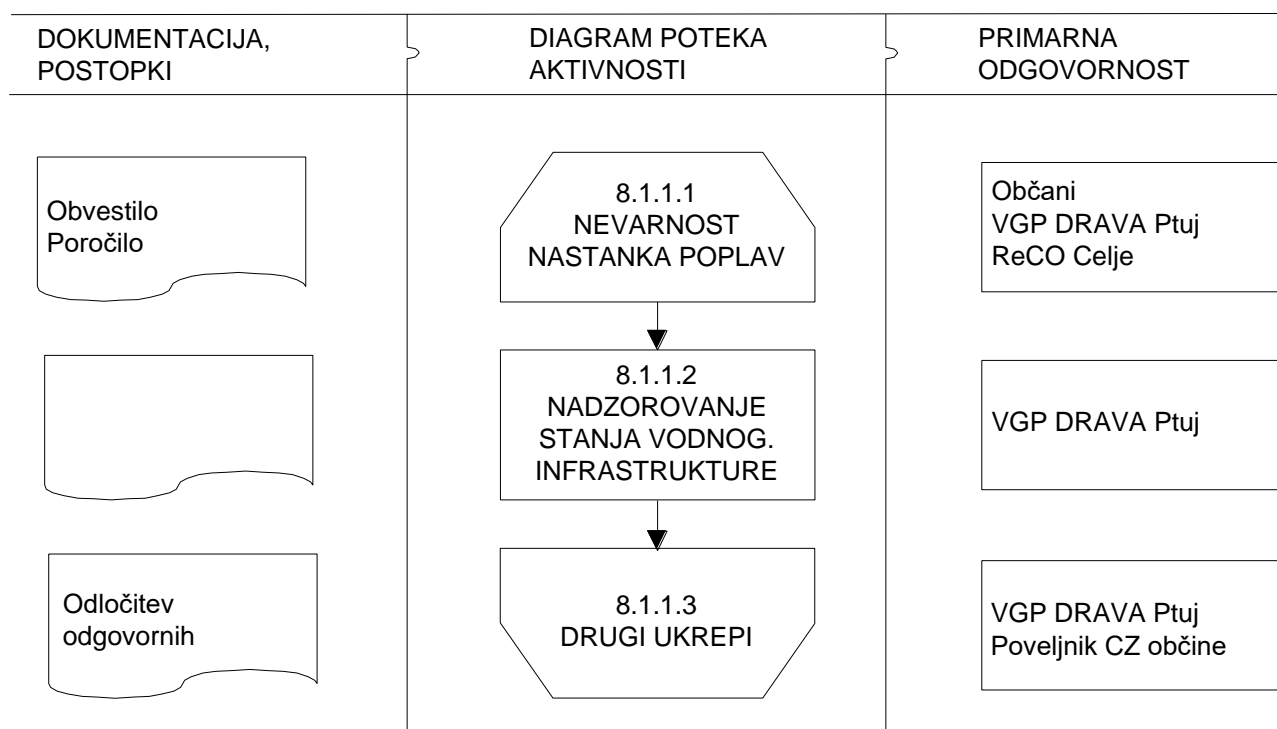 DOKUMENTACIJA,
POSTOPKI
DIAGRAM POTEKA
AKTIVNOSTI
PRIMARNA
ODGOVORNOST
Obvestilo
Poročilo
8.1.1.1
NEVARNOST
NASTANKA POPLAV
Občani
VGP DRAVA Ptuj
ReCO Celje
8.1.1.2
NADZOROVANJE
STANJA VODNOG.
INFRASTRUKTURE
VGP DRAVA Ptuj
Odločitev
odgovornih
8.1.1.3
DRUGI UKREPI
VGP DRAVA Ptuj
Poveljnik CZ občine